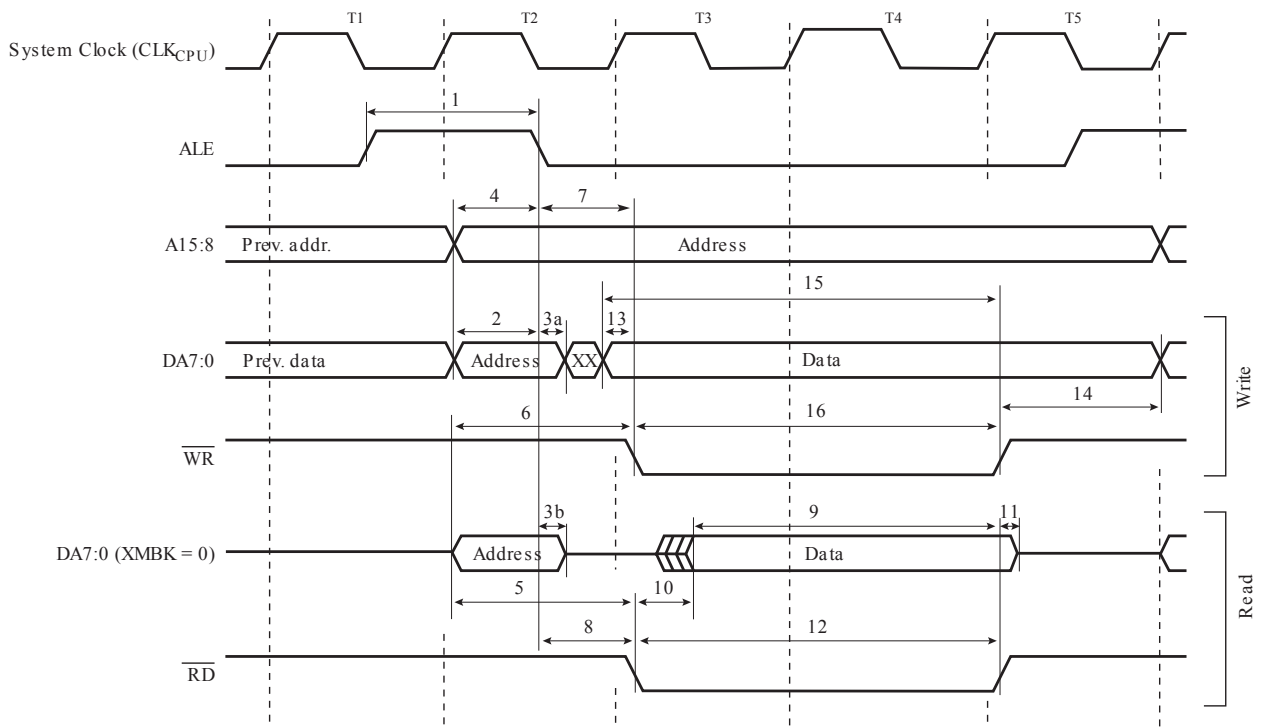 T1 T2 T3 T4 T5
System Clock (CLKCPU)
1
ALE
4 7
A15:8 Prev. addr. Address
15
2 3a 13
DA7:0 Prev. data Address XX Data
14
6 16
WR
Write
3b 9 11
DA7:0 (XMBK = 0) Address Data
5 10
8 12
RD
Read